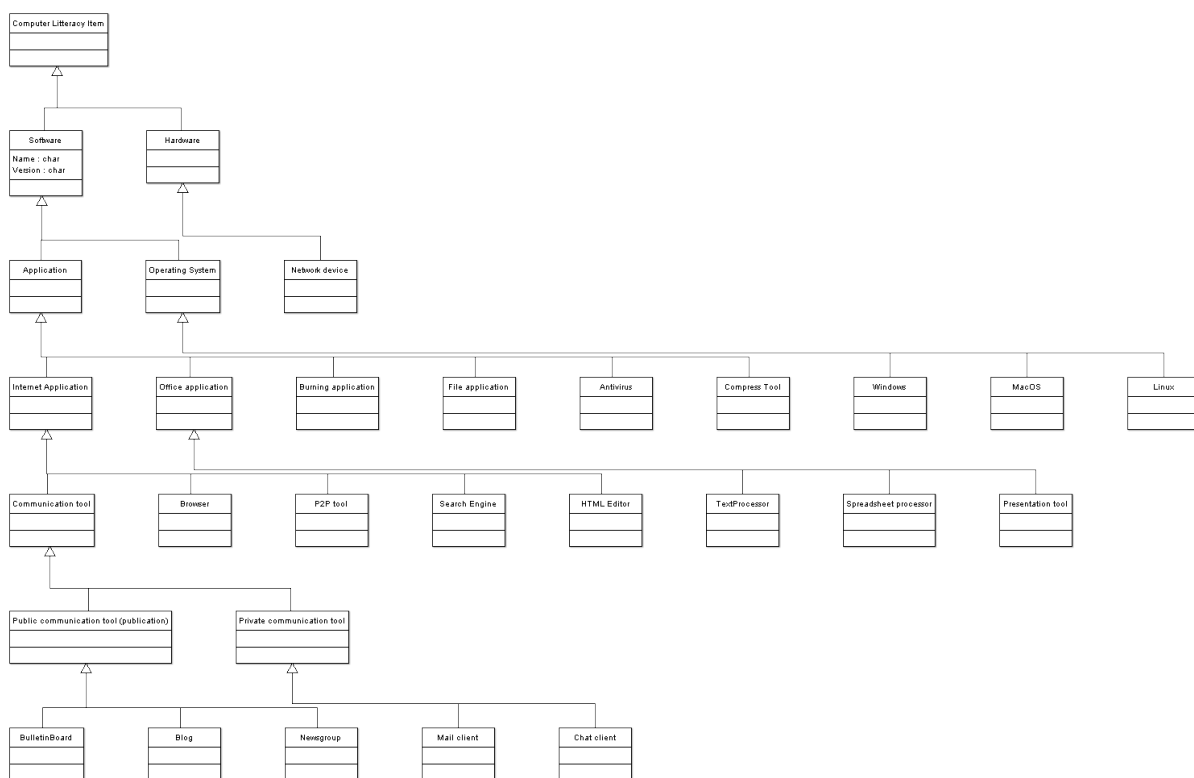 Computer Litteracy Item
Software
Hardware
Name : char
Version : char
Application
Operating System
Network device
Internet Application
Office application
Burning application
File application
Antivirus
Compress Tool
Windows
MacOS
Linux
Communication tool
Browser
P2P tool
Search Engine
HTML Editor
TextProcessor
Spreadsheet processor
Presentation tool
Public communication tool (publication)
Private communication tool
BulletinBoard
Blog
Newsgroup
Mail client
Chat client